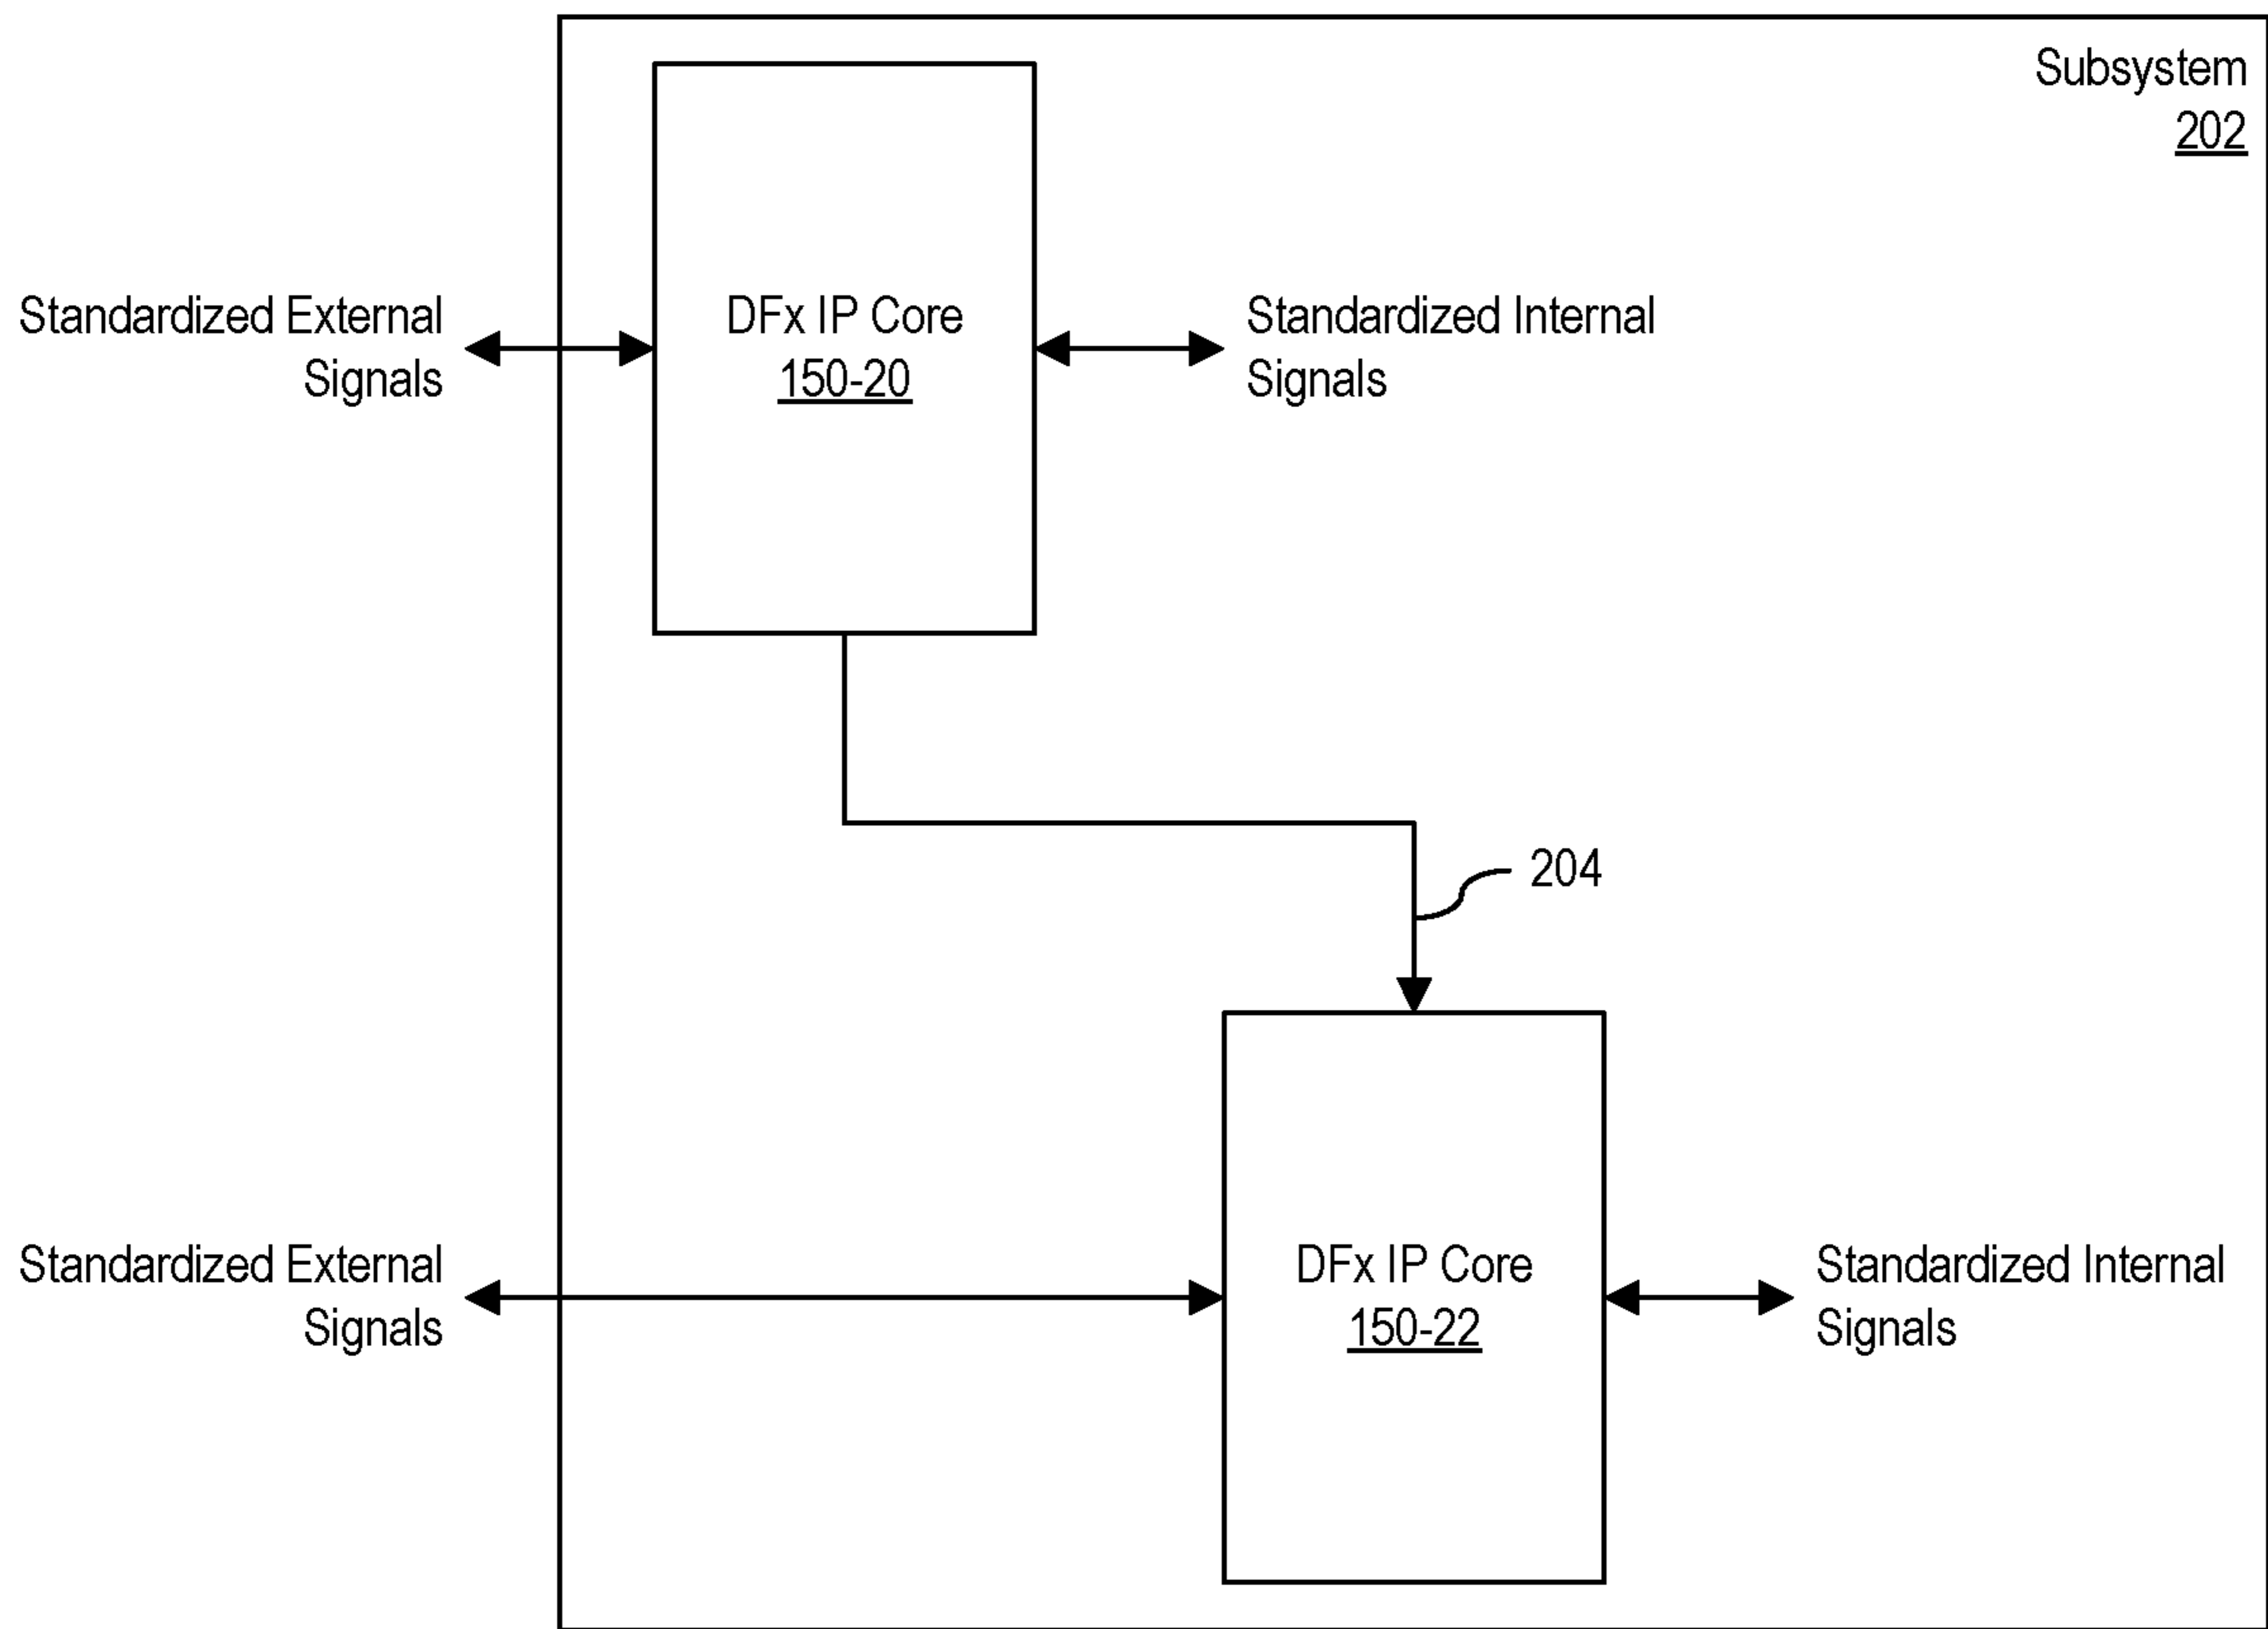 Subsystem
202
Standardized External
Signals
DFx IP Core
150-20
Standardized Internal
Signals
204
Standardized External
Signals
DFx IP Core
150-22
Standardized Internal
Signals